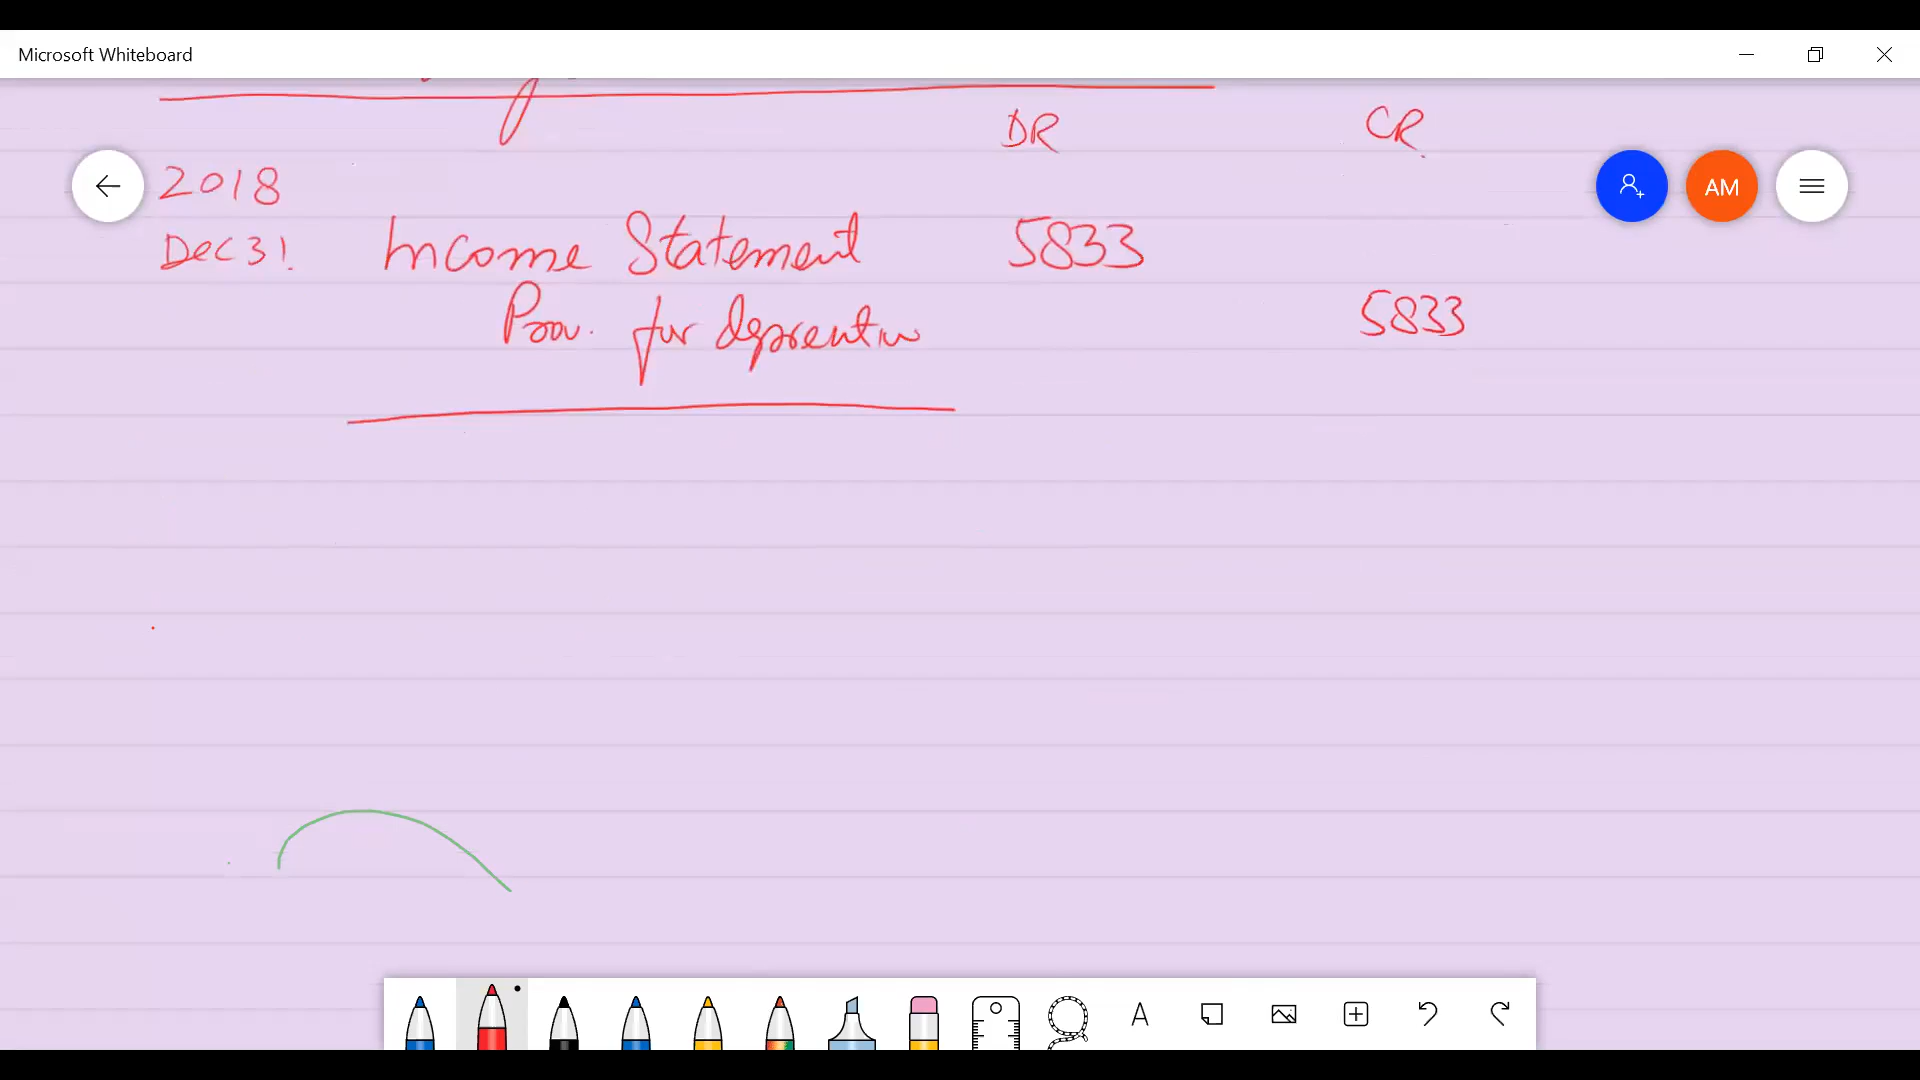 Microsoft Whiteboard
DR CR
AM
2018
Dec 31. Income Statement 5833
Prov. for depreciation 5833
A